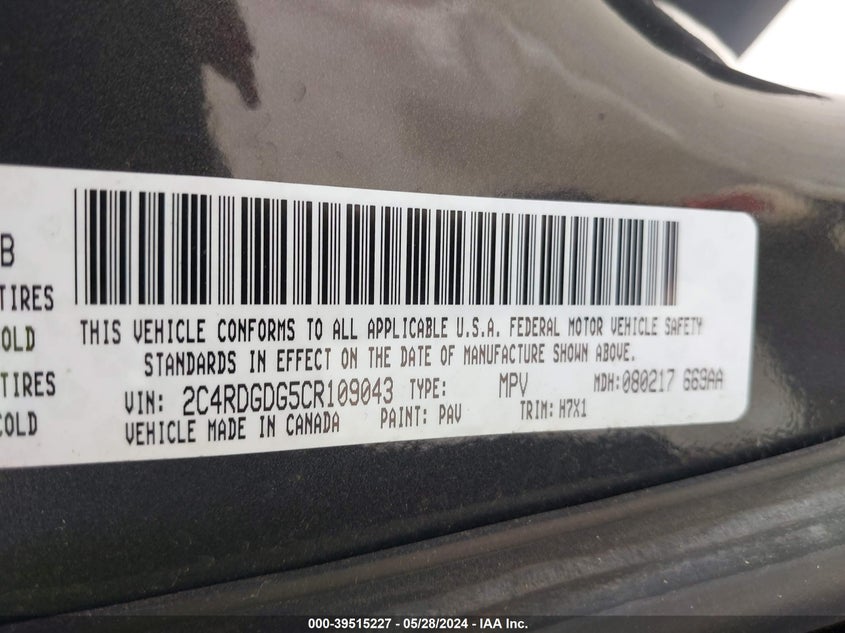 B
TIRES
COLD
TIRES
COLD
THIS VEHICLE CONFORMS TO ALL APPLICABLE U.S.A. FEDERAL MOTOR VEHICLE SAFETY
STANDARDS IN EFFECT ON THE DATE OF MANUFACTURE SHOWN ABOVE.
VIN: 2C4RDGDG5CR109043 TYPE: MPV MDH:080217 669AA
VEHICLE MADE IN CANADA PAINT: PAV TRIM: H7X1
000-39515227 - 05/28/2024 - IAA Inc.